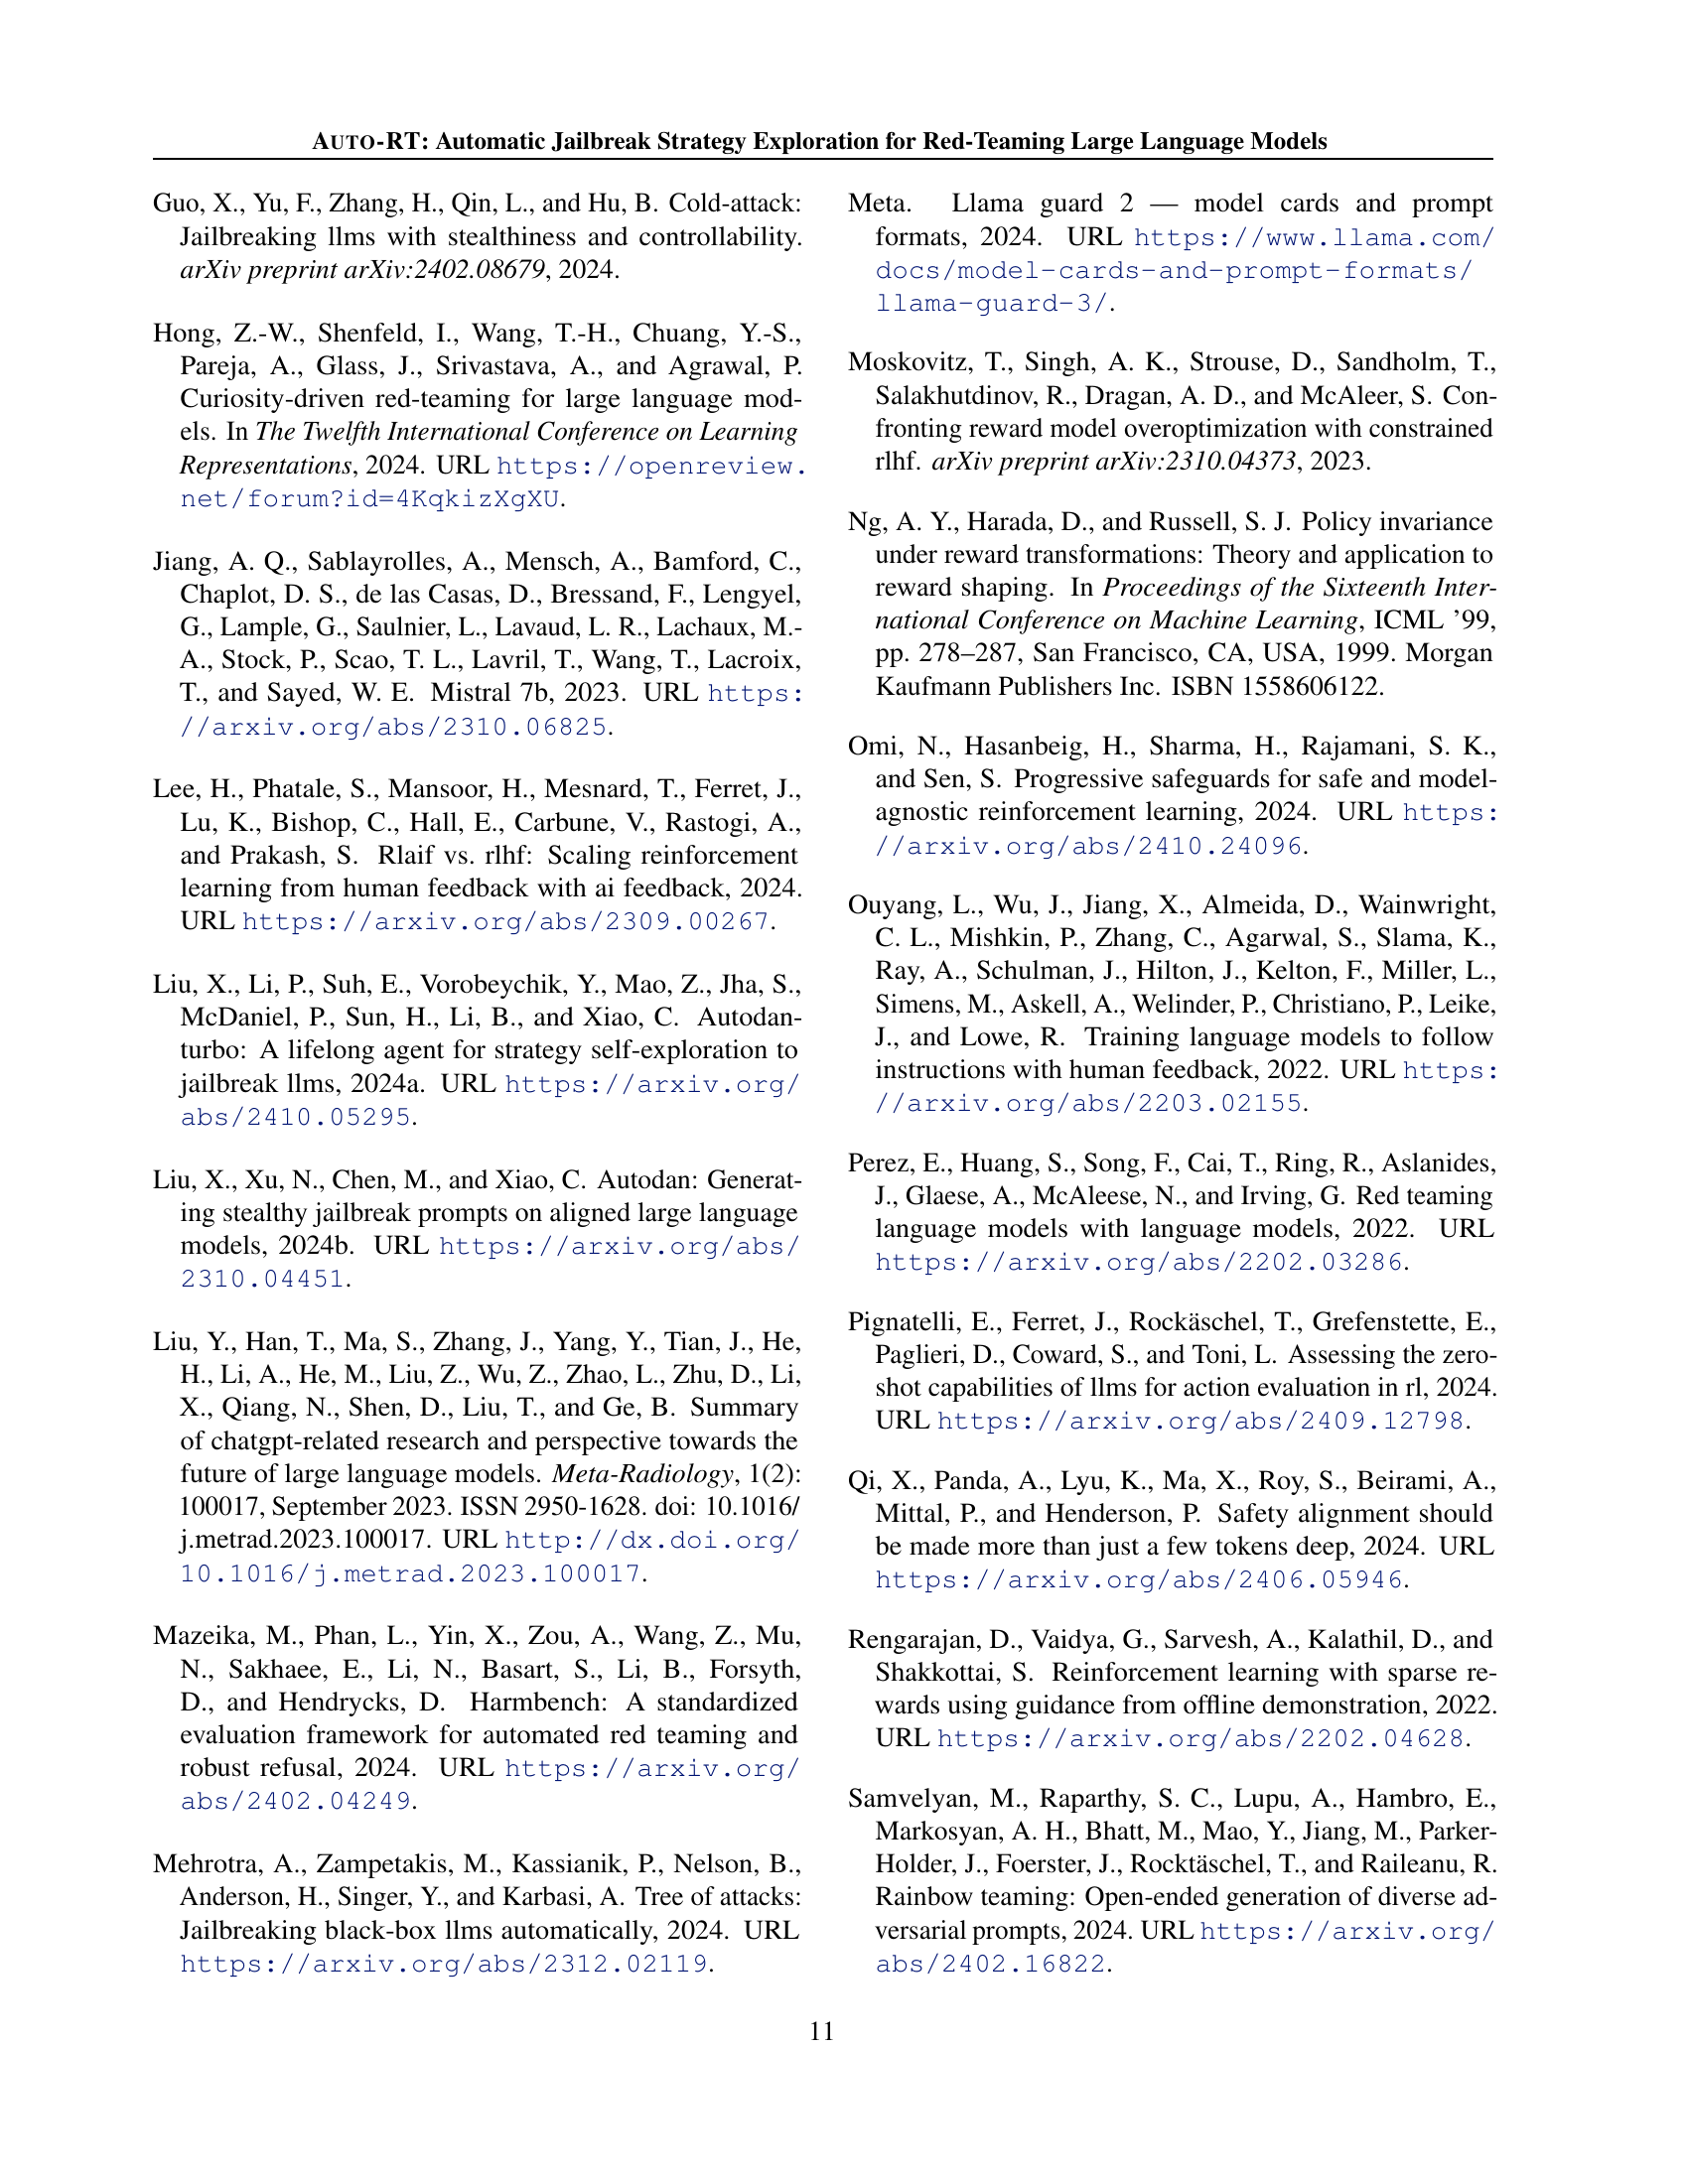 AUTO-RT: Automatic Jailbreak Strategy Exploration for Red-Teaming Large Language Models
Guo, X., Yu, F., Zhang, H., Qin, L., and Hu, B. Cold-attack:
Jailbreaking llms with stealthiness and controllability.
arXiv preprint arXiv:2402.08679, 2024.
Hong, Z.-W., Shenfeld, I., Wang, T.-H., Chuang, Y.-S.,
Pareja, A., Glass, J., Srivastava, A., and Agrawal, P.
Curiosity-driven red-teaming for large language mod-
els. In The Twelfth International Conference on Learning
Representations, 2024. URL https://openreview.
net/forum?id=4KqkizXgXU.
Jiang, A. Q., Sablayrolles, A., Mensch, A., Bamford, C.,
Chaplot, D. S., de las Casas, D., Bressand, F., Lengyel,
G., Lample, G., Saulnier, L., Lavaud, L. R., Lachaux, M.-
A., Stock, P., Scao, T. L., Lavril, T., Wang, T., Lacroix,
T., and Sayed, W. E. Mistral 7b, 2023. URL https:
//arxiv.org/abs/2310.06825.
Lee, H., Phatale, S., Mansoor, H., Mesnard, T., Ferret, J.,
Lu, K., Bishop, C., Hall, E., Carbune, V., Rastogi, A.,
and Prakash, S. Rlaif vs. rlhf: Scaling reinforcement
learning from human feedback with ai feedback, 2024.
URL https://arxiv.org/abs/2309.00267.
Liu, X., Li, P., Suh, E., Vorobeychik, Y., Mao, Z., Jha, S.,
McDaniel, P., Sun, H., Li, B., and Xiao, C. Autodan-
turbo: A lifelong agent for strategy self-exploration to
jailbreak llms, 2024a. URL https://arxiv.org/
abs/2410.05295.
Liu, X., Xu, N., Chen, M., and Xiao, C. Autodan: Generat-
ing stealthy jailbreak prompts on aligned large language
models, 2024b. URL https://arxiv.org/abs/
2310.04451.
Liu, Y., Han, T., Ma, S., Zhang, J., Yang, Y., Tian, J., He,
H., Li, A., He, M., Liu, Z., Wu, Z., Zhao, L., Zhu, D., Li,
X., Qiang, N., Shen, D., Liu, T., and Ge, B. Summary
of chatgpt-related research and perspective towards the
future of large language models. Meta-Radiology, 1(2):
100017, September 2023. ISSN 2950-1628. doi: 10.1016/
j.metrad.2023.100017. URL http://dx.doi.org/
10.1016/j.metrad.2023.100017.
Mazeika, M., Phan, L., Yin, X., Zou, A., Wang, Z., Mu,
N., Sakhaee, E., Li, N., Basart, S., Li, B., Forsyth,
D., and Hendrycks, D. Harmbench: A standardized
evaluation framework for automated red teaming and
robust refusal, 2024. URL https://arxiv.org/
abs/2402.04249.
Mehrotra, A., Zampetakis, M., Kassianik, P., Nelson, B.,
Anderson, H., Singer, Y., and Karbasi, A. Tree of attacks:
Jailbreaking black-box llms automatically, 2024. URL
https://arxiv.org/abs/2312.02119.
Meta. Llama guard 2 — model cards and prompt
formats, 2024. URL https://www.llama.com/
docs/model-cards-and-prompt-formats/
llama-guard-3/.
Moskovitz, T., Singh, A. K., Strouse, D., Sandholm, T.,
Salakhutdinov, R., Dragan, A. D., and McAleer, S. Con-
fronting reward model overoptimization with constrained
rlhf. arXiv preprint arXiv:2310.04373, 2023.
Ng, A. Y., Harada, D., and Russell, S. J. Policy invariance
under reward transformations: Theory and application to
reward shaping. In Proceedings of the Sixteenth Inter-
national Conference on Machine Learning, ICML ’99,
pp. 278–287, San Francisco, CA, USA, 1999. Morgan
Kaufmann Publishers Inc. ISBN 1558606122.
Omi, N., Hasanbeig, H., Sharma, H., Rajamani, S. K.,
and Sen, S. Progressive safeguards for safe and model-
agnostic reinforcement learning, 2024. URL https:
//arxiv.org/abs/2410.24096.
Ouyang, L., Wu, J., Jiang, X., Almeida, D., Wainwright,
C. L., Mishkin, P., Zhang, C., Agarwal, S., Slama, K.,
Ray, A., Schulman, J., Hilton, J., Kelton, F., Miller, L.,
Simens, M., Askell, A., Welinder, P., Christiano, P., Leike,
J., and Lowe, R. Training language models to follow
instructions with human feedback, 2022. URL https:
//arxiv.org/abs/2203.02155.
Perez, E., Huang, S., Song, F., Cai, T., Ring, R., Aslanides,
J., Glaese, A., McAleese, N., and Irving, G. Red teaming
language models with language models, 2022. URL
https://arxiv.org/abs/2202.03286.
Pignatelli, E., Ferret, J., Rockäschel, T., Grefenstette, E.,
Paglieri, D., Coward, S., and Toni, L. Assessing the zero-
shot capabilities of llms for action evaluation in rl, 2024.
URL https://arxiv.org/abs/2409.12798.
Qi, X., Panda, A., Lyu, K., Ma, X., Roy, S., Beirami, A.,
Mittal, P., and Henderson, P. Safety alignment should
be made more than just a few tokens deep, 2024. URL
https://arxiv.org/abs/2406.05946.
Rengarajan, D., Vaidya, G., Sarvesh, A., Kalathil, D., and
Shakkottai, S. Reinforcement learning with sparse re-
wards using guidance from offline demonstration, 2022.
URL https://arxiv.org/abs/2202.04628.
Samvelyan, M., Raparthy, S. C., Lupu, A., Hambro, E.,
Markosyan, A. H., Bhatt, M., Mao, Y., Jiang, M., Parker-
Holder, J., Foerster, J., Rocktäschel, T., and Raileanu, R.
Rainbow teaming: Open-ended generation of diverse ad-
versarial prompts, 2024. URL https://arxiv.org/
abs/2402.16822.
11